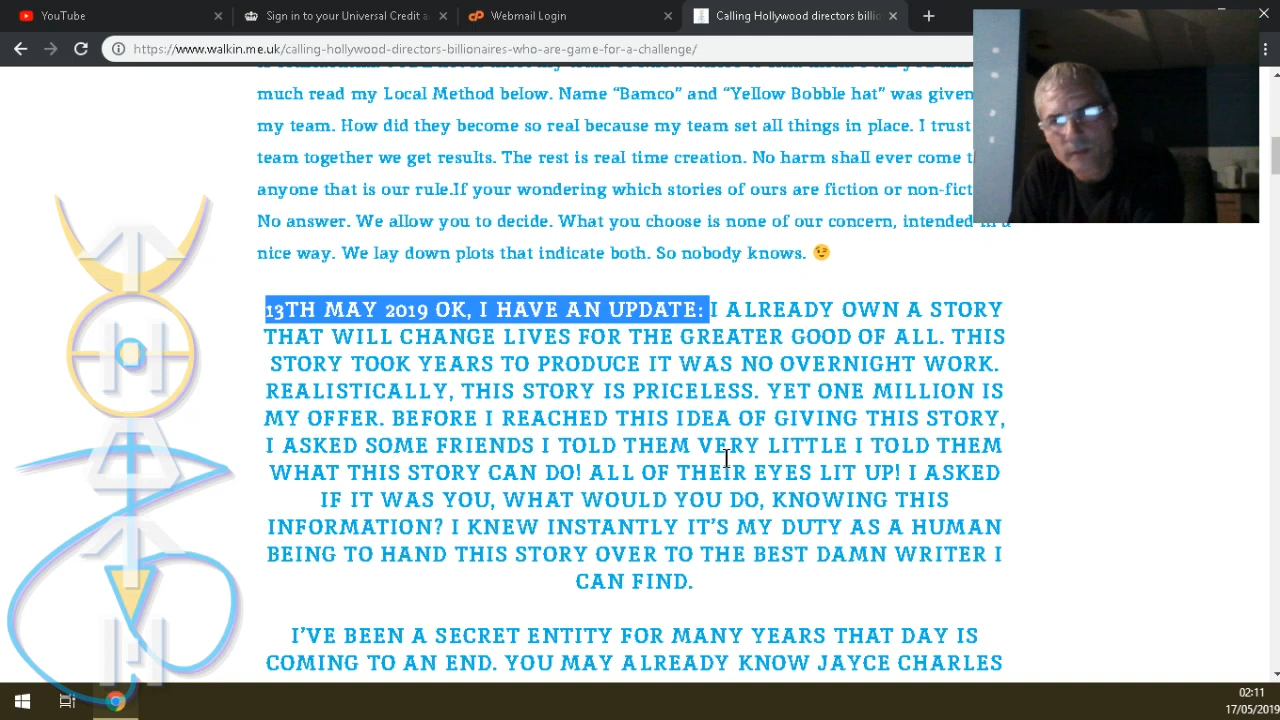 YouTube
Sign in to your Universal Credit a
Webmail Login
Calling Hollywood directors billio
https://www.walkin.me.uk/calling-hollywood-directors-billionaires-who-are-game-for-a-challenge/
much read my Local Method below. Name “Bamco” and “Yellow Bobble hat” was given
my team. How did they become so real because my team set all things in place. I trust
team together we get results. The rest is real time creation. No harm shall ever come
anyone that is our rule.If your wondering which stories of ours are fiction or
No answer. We allow you to decide. What you choose is none of our concern, intended in a
nice way. We lay down plots that indicate both. So nobody knows. 😉
13TH MAY 2019 OK, I HAVE AN UPDATE: I ALREADY OWN A STORY
THAT WILL CHANGE LIVES FOR THE GREATER GOOD OF ALL. THIS
STORY TOOK YEARS TO PRODUCE IT WAS NO OVERNIGHT WORK.
REALISTICALLY, THIS STORY IS PRICELESS. YET ONE MILLION IS
MY OFFER. BEFORE I REACHED THIS IDEA OF GIVING THIS STORY,
I ASKED SOME FRIENDS I TOLD THEM VERY LITTLE I TOLD THEM
WHAT THIS STORY CAN DO! ALL OF THEIR EYES LIT UP! I ASKED
IF IT WAS YOU, WHAT WOULD YOU DO, KNOWING THIS
INFORMATION? I KNEW INSTANTLY IT’S MY DUTY AS A HUMAN
BEING TO HAND THIS STORY OVER TO THE BEST DAMN WRITER I
CAN FIND.
I’VE BEEN A SECRET ENTITY FOR MANY YEARS THAT DAY IS
COMING TO AN END. YOU MAY ALREADY KNOW JAYCE CHARLES
02:11
17/05/2019